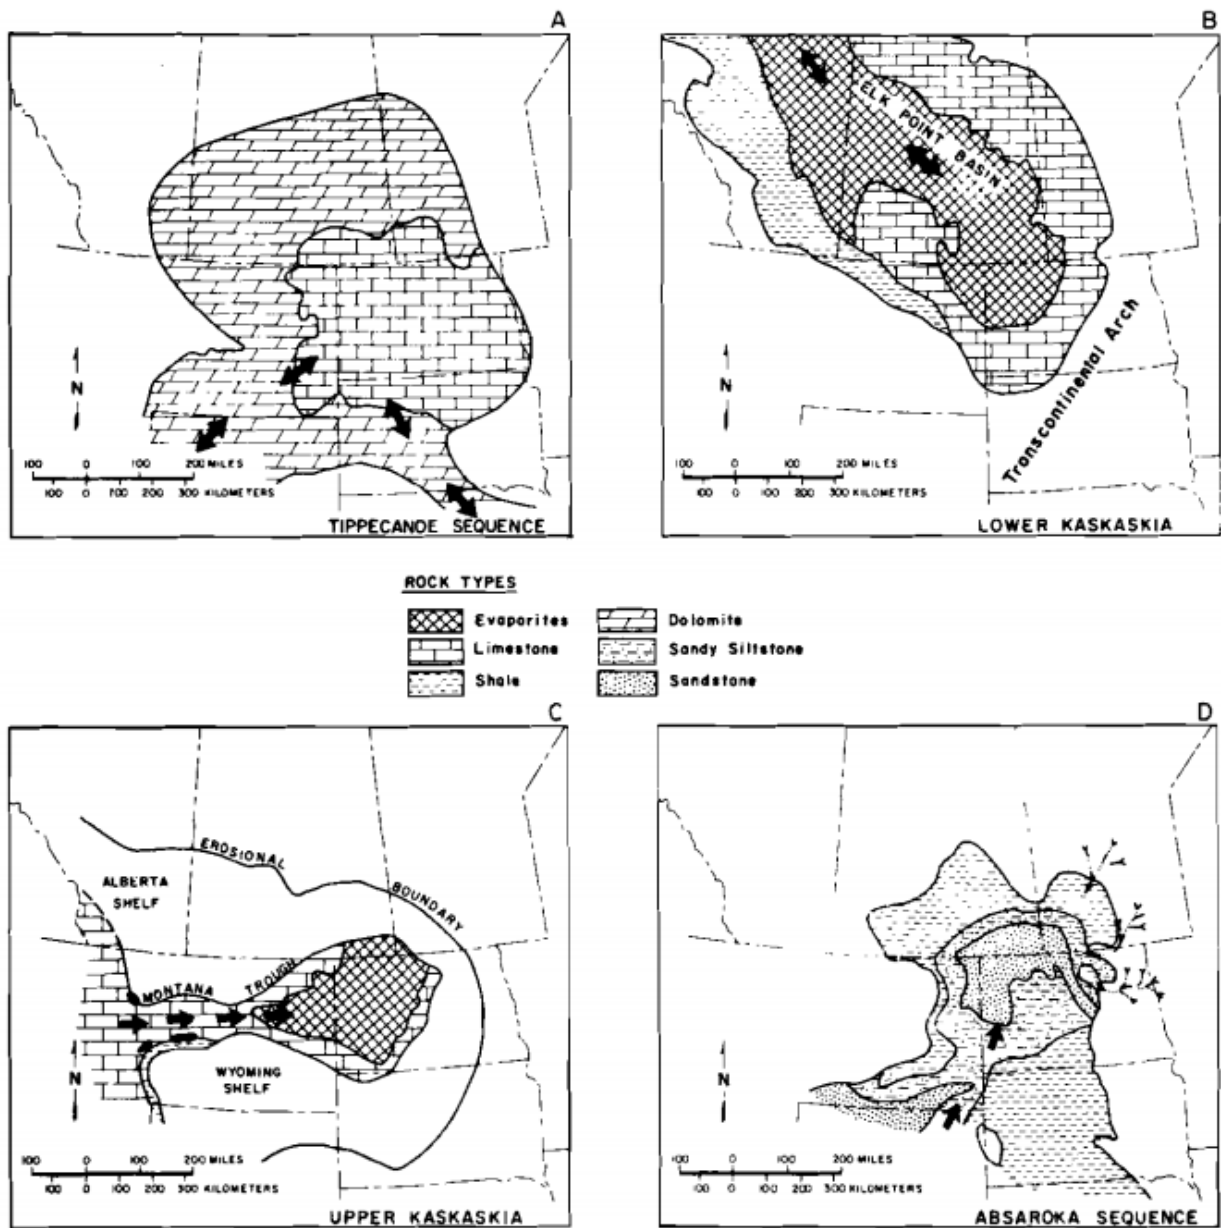 A
N
100 0 100 200 MILES
100 0 100 200 300 KILOMETERS
TIPPECANOE SEQUENCE
B
ELK POINT BASIN
Transcontinental Arch
N
100 0 100 200 MILES
100 0 100 200 300 KILOMETERS
LOWER KASKASKIA
ROCK TYPES
Evaporites
Dolomite
Limestone
Sandy Siltstone
Shale
Sandstone
C
EROSIONAL BOUNDARY
ALBERTA
SHELF
MONTANA TROUGH
WYOMING
SHELF
N
100 0 100 200 MILES
100 0 100 200 300 KILOMETERS
UPPER KASKASKIA
D
N
100 0 100 200 MILES
100 0 100 200 300 KILOMETERS
ABSAROKA SEQUENCE